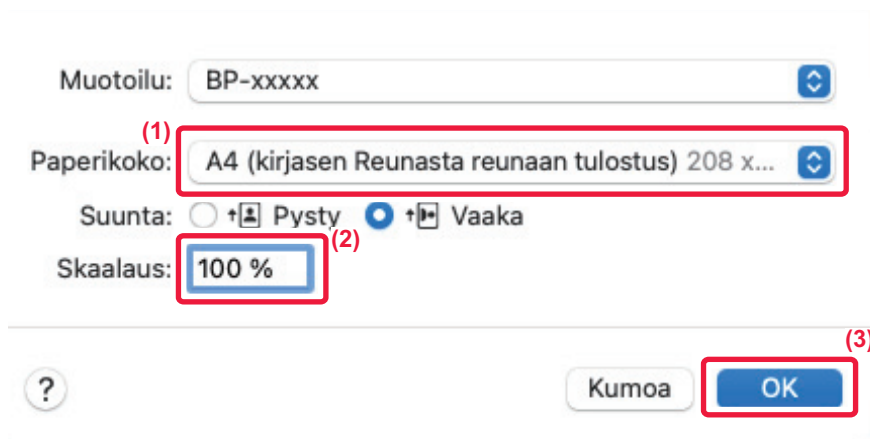 Muotoilu: BP-xxxxx
(1)
Paperikoko: A4 (kirjasen Reunasta reunaan tulostus) 208 x...
Suunta: Pysty Vaaka
(2)
Skaalaus: 100 %
(3)
? Kumoa OK